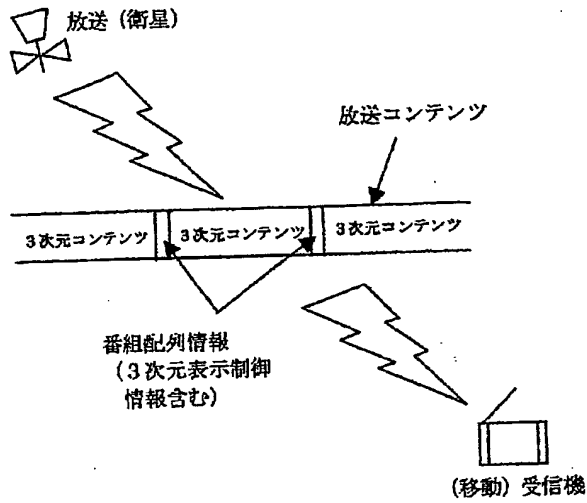 放送（衛星）
放送コンテンツ
3次元コンテンツ
3次元コンテンツ
3次元コンテンツ
番組配列情報
（3次元表示制御
情報含む）
（移動）受信機